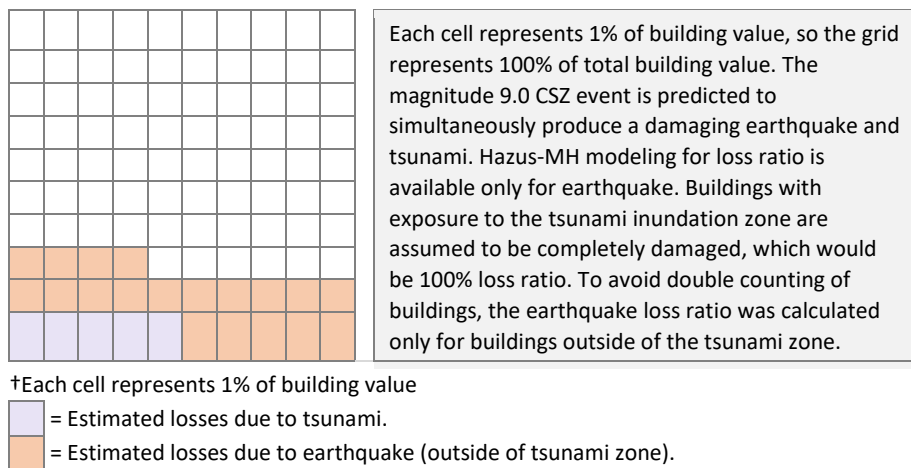 Each cell represents 1% of building value, so the grid
represents 100% of total building value. The
magnitude 9.0 CSZ event is predicted to
simultaneously produce a damaging earthquake and
tsunami. Hazus-MH modeling for loss ratio is
available only for earthquake. Buildings with
exposure to the tsunami inundation zone are
assumed to be completely damaged, which would
be 100% loss ratio. To avoid double counting of
buildings, the earthquake loss ratio was calculated
only for buildings outside of the tsunami zone.
†Each cell represents 1% of building value
= Estimated losses due to tsunami.
= Estimated losses due to earthquake (outside of tsunami zone).